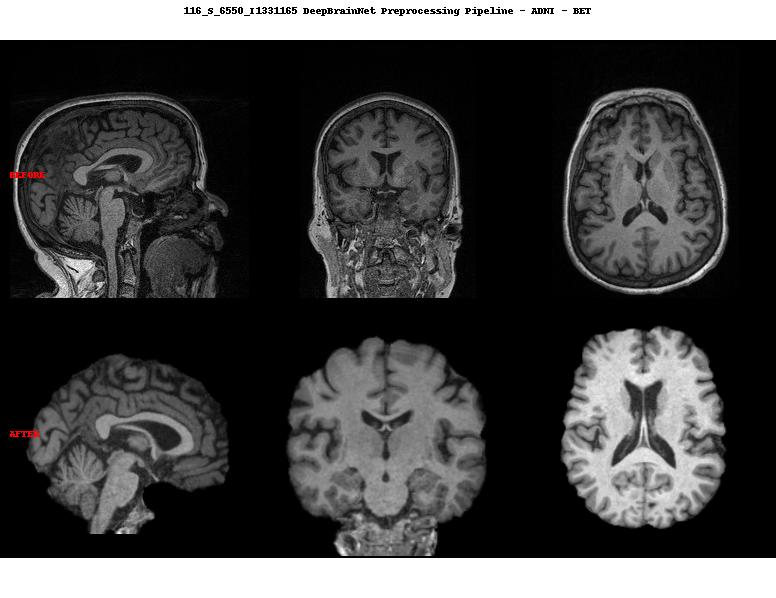 116_S_6550_I1331165 DeepBrainNet Preprocessing Pipeline - ADNI - BET
BEFORE
AFTER